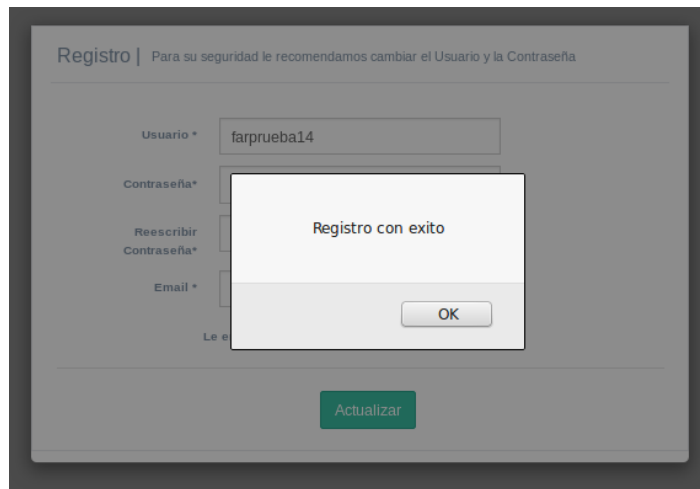 Registro | Para su seguridad le recomendamos cambiar el Usuario y la Contraseña
Usuario * farprueba14
Contraseña*
Reescribir
Contraseña*
Email *
Le
Registro con exito
OK
Actualizar